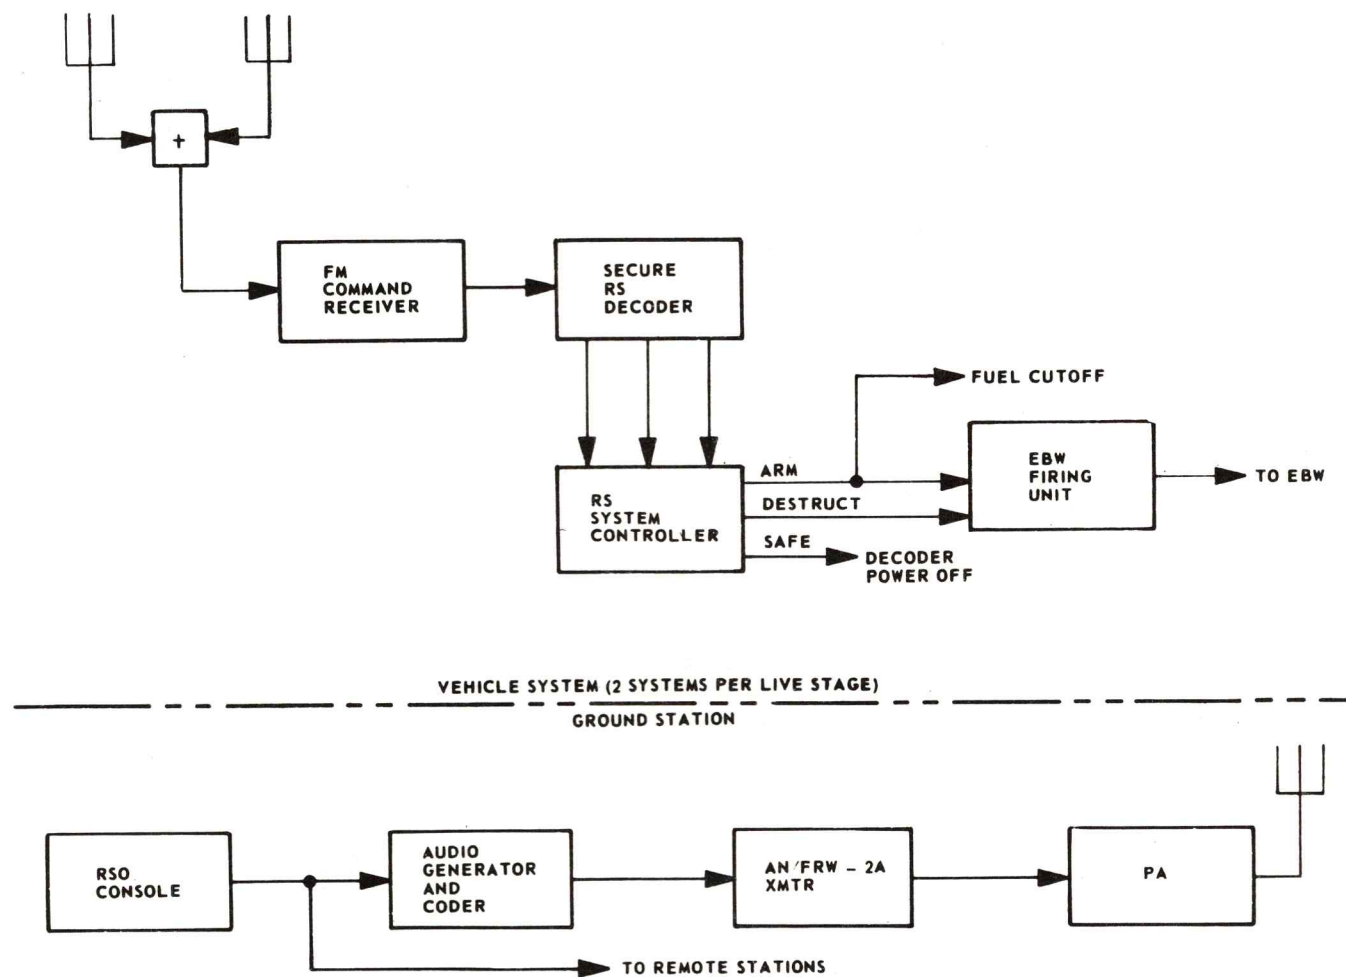 +
FM
COMMAND
RECEIVER
SECURE
RS
DECODER
FUEL CUTOFF
ARM
DESTRUCT
SAFE
RS
SYSTEM
CONTROLLER
EBW
FIRING
UNIT
TO EBW
DECODER
POWER OFF
VEHICLE SYSTEM (2 SYSTEMS PER LIVE STAGE)
GROUND STATION
RSO
CONSOLE
AUDIO
GENERATOR
AND
CODER
AN/FRW - 2A
XMTR
PA
TO REMOTE STATIONS